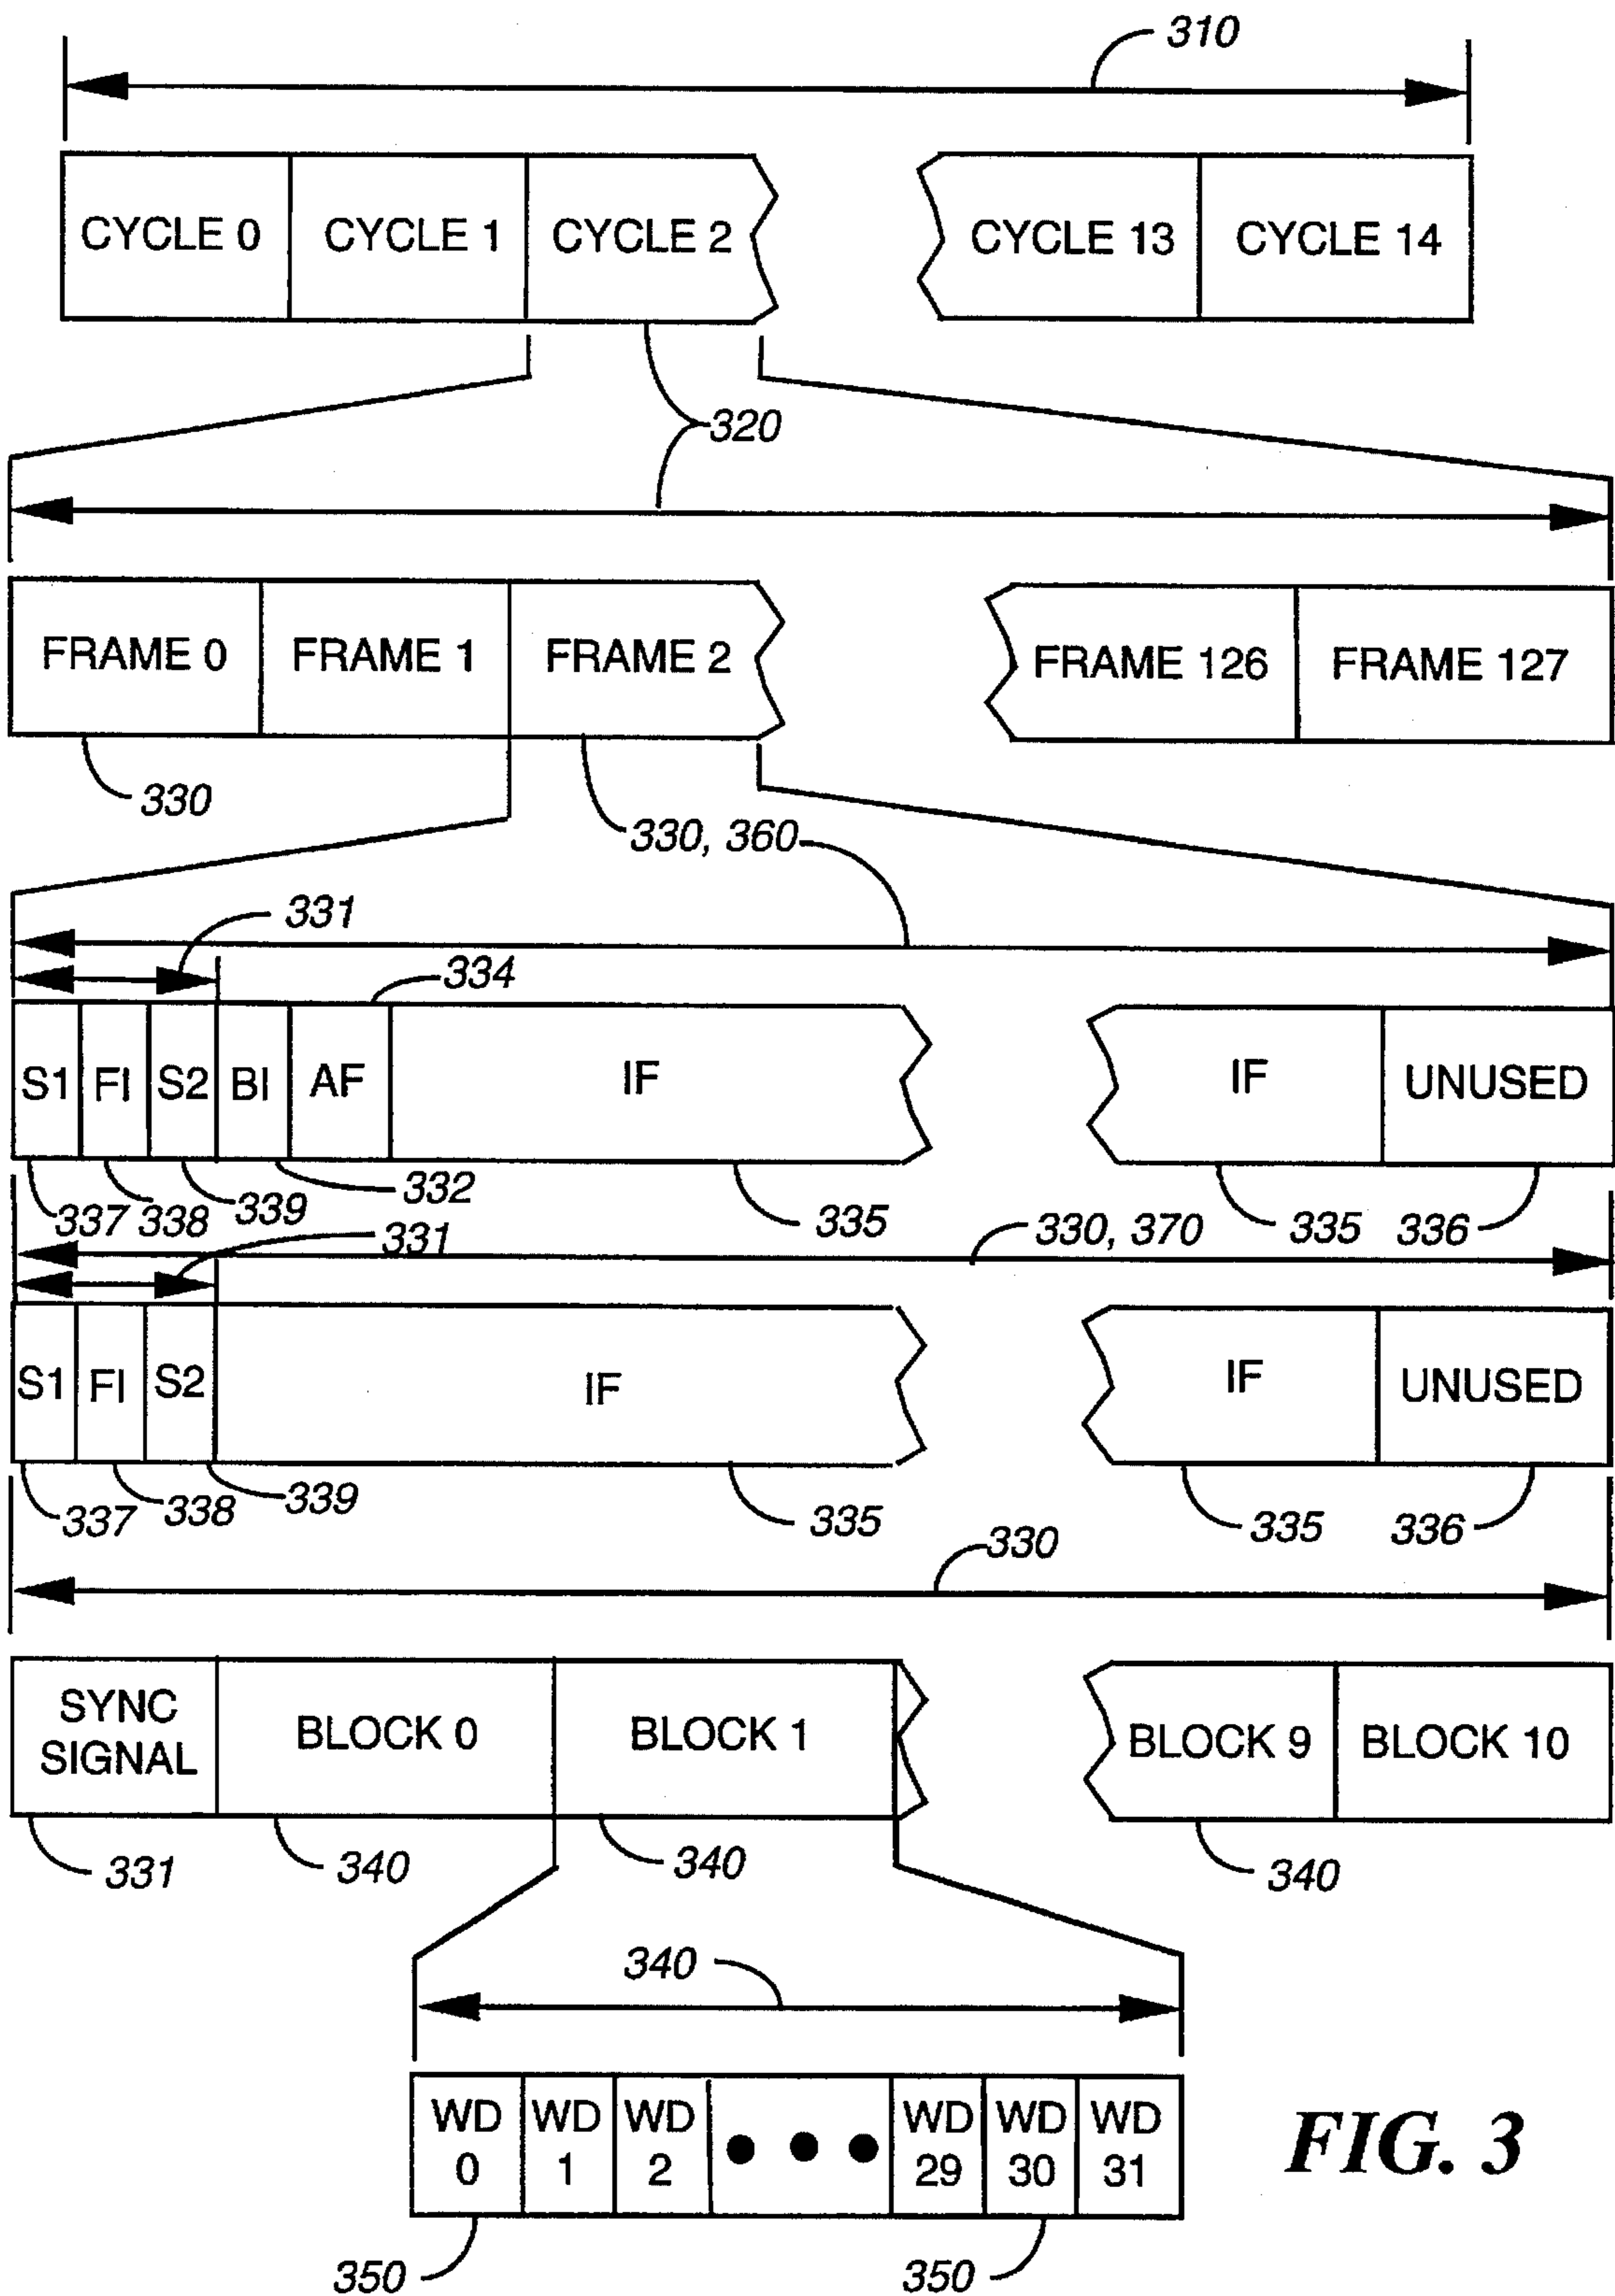 310
CYCLE 0 CYCLE 1 CYCLE 2 CYCLE 13 CYCLE 14
320
FRAME 0 FRAME 1 FRAME 2 FRAME 126 FRAME 127
330
330, 360
331
334
S1 FI S2 BI AF IF IF UNUSED
337 338 339 332 335 335 336
331 330, 370
S1 FI S2 IF IF UNUSED
337 338 339 335 335 336
330
SYNC SIGNAL BLOCK 0 BLOCK 1 BLOCK 9 BLOCK 10
331 340 340 340
340
WD 0 WD 1 WD 2 ● ● ● WD 29 WD 30 WD 31
350 350
FIG. 3